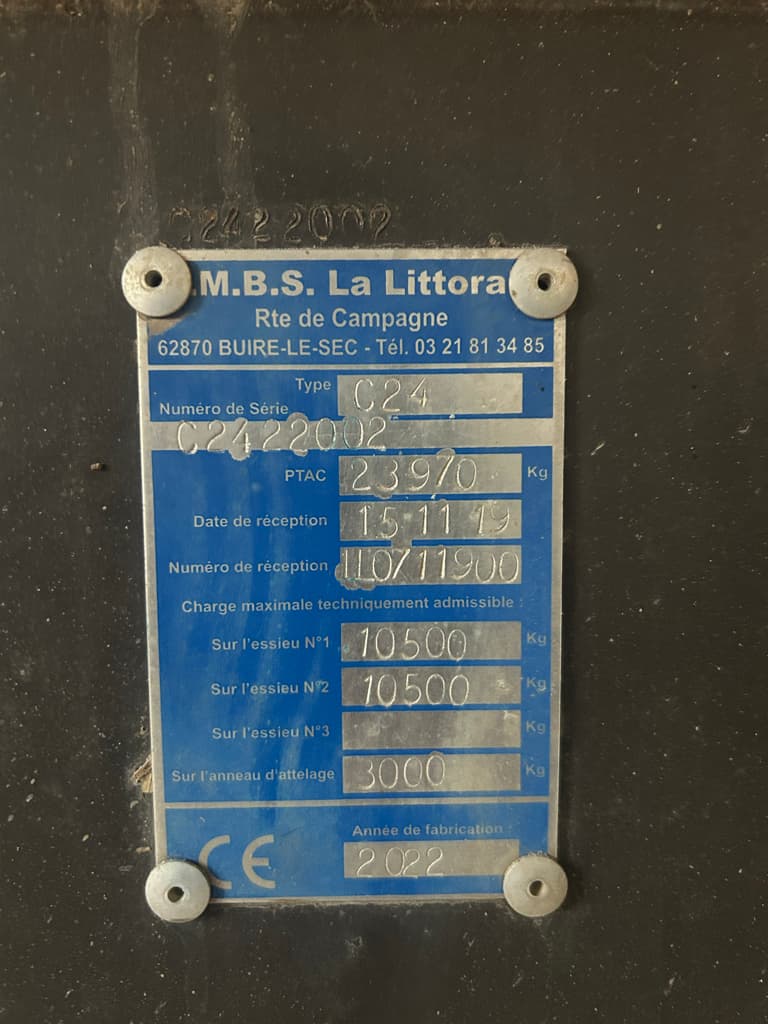 C2422002
.M.B.S. La Littora
Rte de Campagne
62870 BUIRE-LE-SEC - Tél. 03 21 81 34 85
Type C24
Numéro de Série
C2422002
PTAC 23970 Kg
Date de réception 15 11 19
Numéro de réception
Charge maximale techniquement admissible :
Sur l'essieu N°1 10500 Kg
Sur l'essieu N°2 10500 Kg
Sur l'essieu N°3 Kg
Sur l'anneau d'attelage 3000 Kg
Année de fabrication :
CE 2022